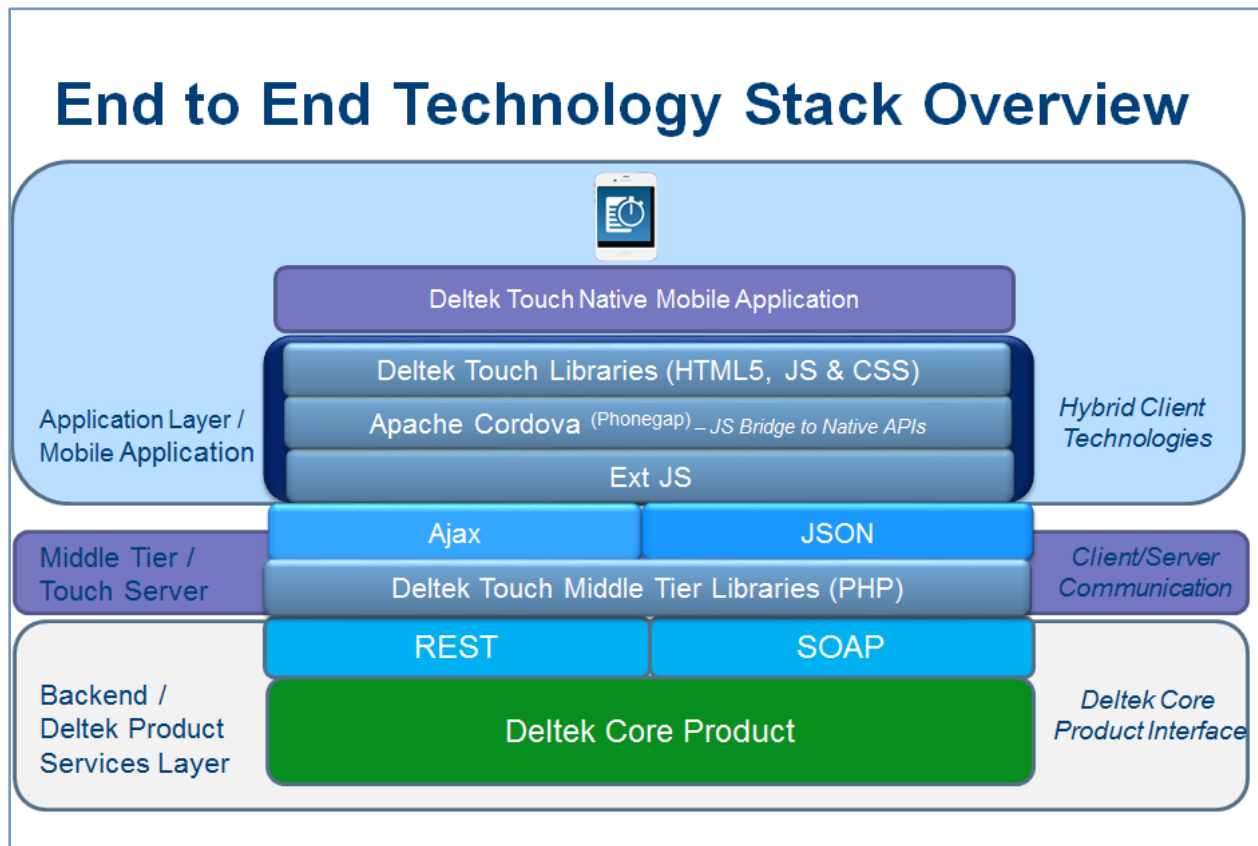 End to End Technology Stack Overview
Deltek Touch Native Mobile Application
Deltek Touch Libraries (HTML5, JS & CSS)
Application Layer /
Mobile Application
Apache Cordova (Phonegap) – JS Bridge to Native APIs
Hybrid Client
Technologies
Ext JS
Ajax
JSON
Middle Tier /
Touch Server
Deltek Touch Middle Tier Libraries (PHP)
Client/Server
Communication
REST
SOAP
Backend /
Deltek Product
Services Layer
Deltek Core Product
Deltek Core
Product Interface